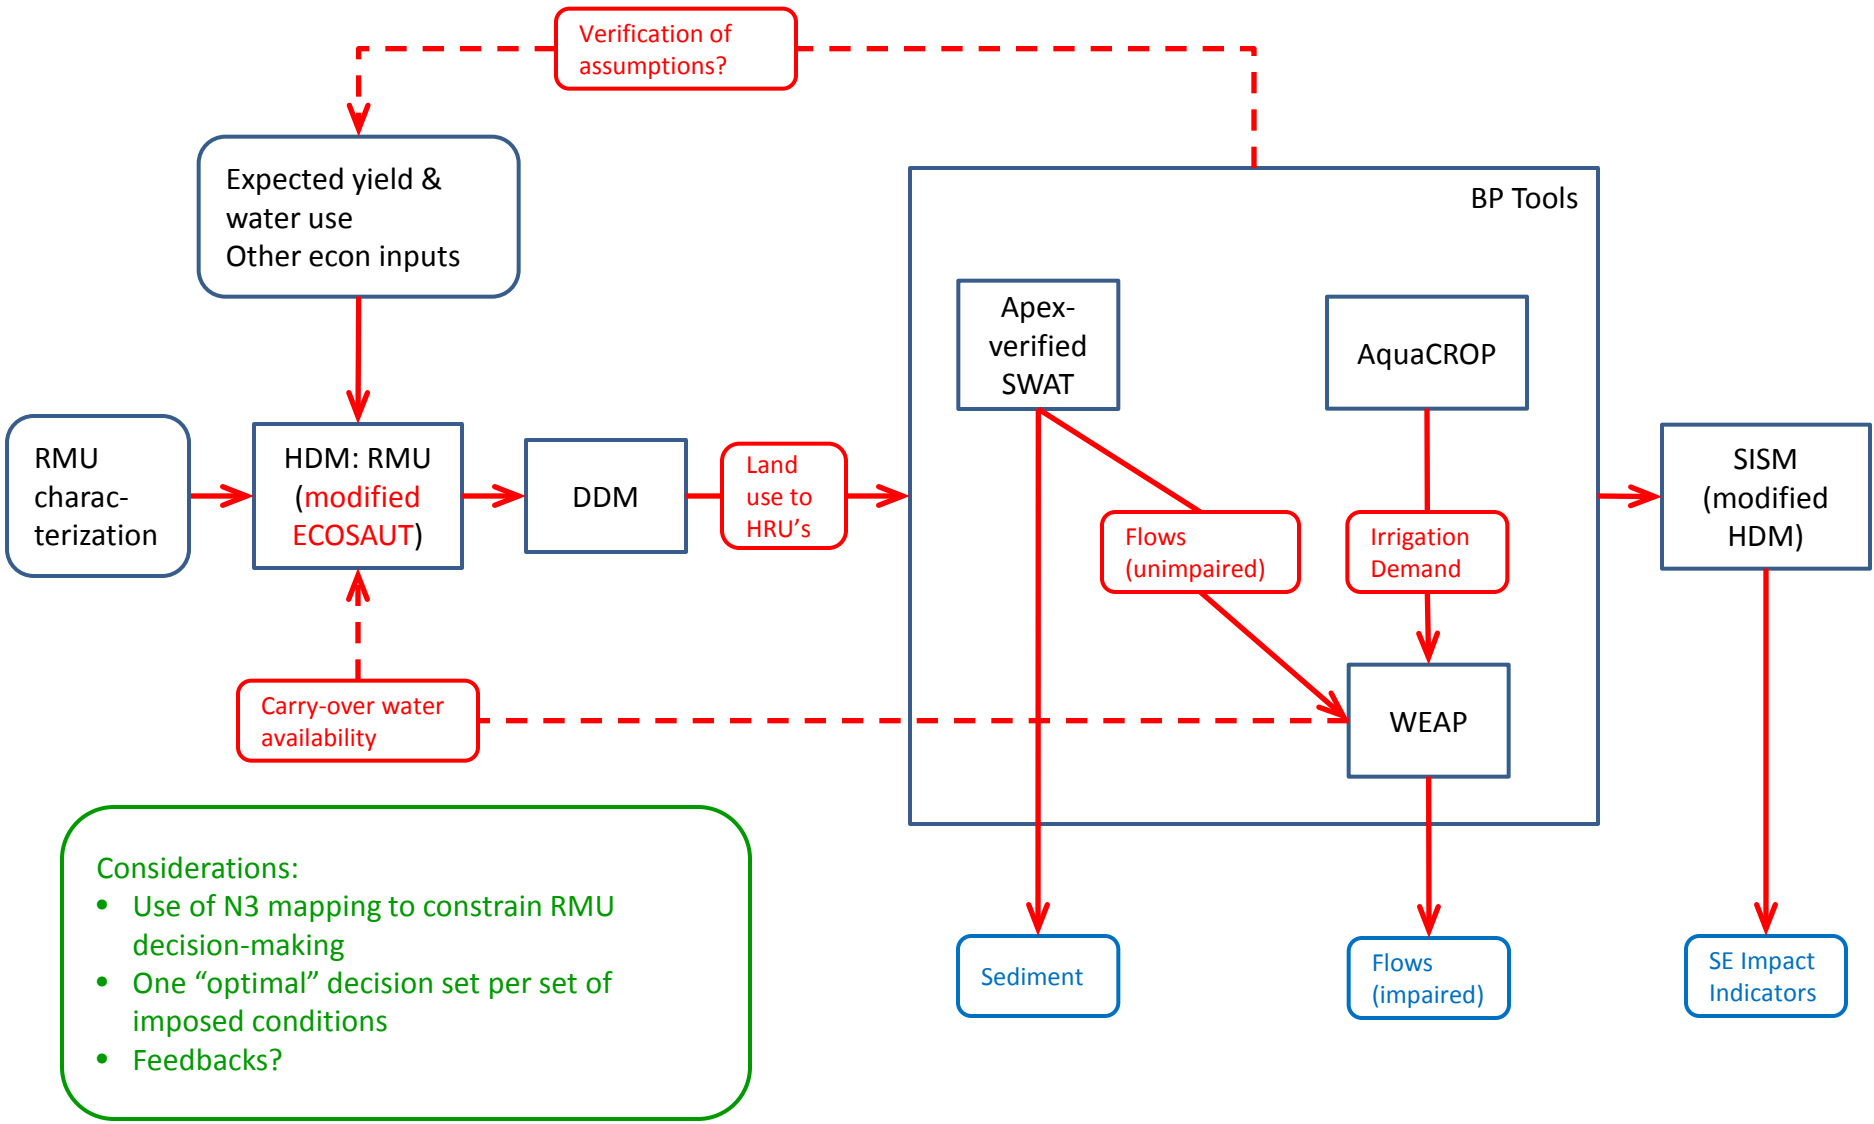 Verification of
assumptions?
Expected yield &
water use
Other econ inputs
BP Tools
Apex-
verified
SWAT
AquaCROP
RMU
charac-
terization
HDM: RMU
(modified
ECOSAUT)
DDM
Land
use to
HRU's
Flows
(unimpaired)
Irrigation
Demand
SISM
(modified
HDM)
Carry-over water
availability
WEAP
Considerations:
• Use of N3 mapping to constrain RMU
decision-making
• One “optimal” decision set per set of
imposed conditions
• Feedbacks?
Sediment
Flows
(impaired)
SE Impact
Indicators